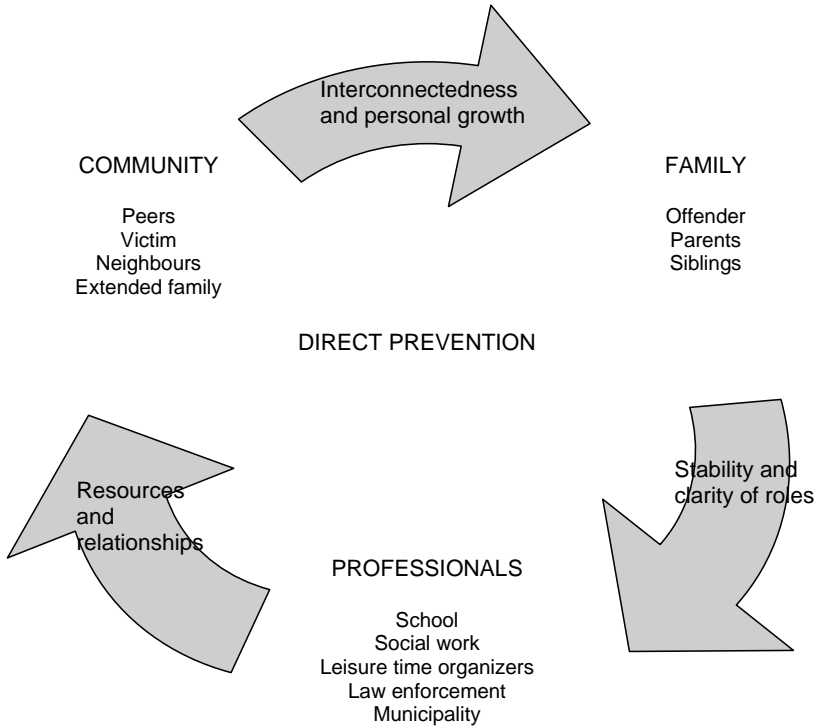 Interconnectedness
and personal growth
COMMUNITY
Peers
Victim
Neighbours
Extended family
FAMILY
Offender
Parents
Siblings
DIRECT PREVENTION
Stability and
clarity of roles
Resources
and
relationships
PROFESSIONALS
School
Social work
Leisure time organizers
Law enforcement
Municipality